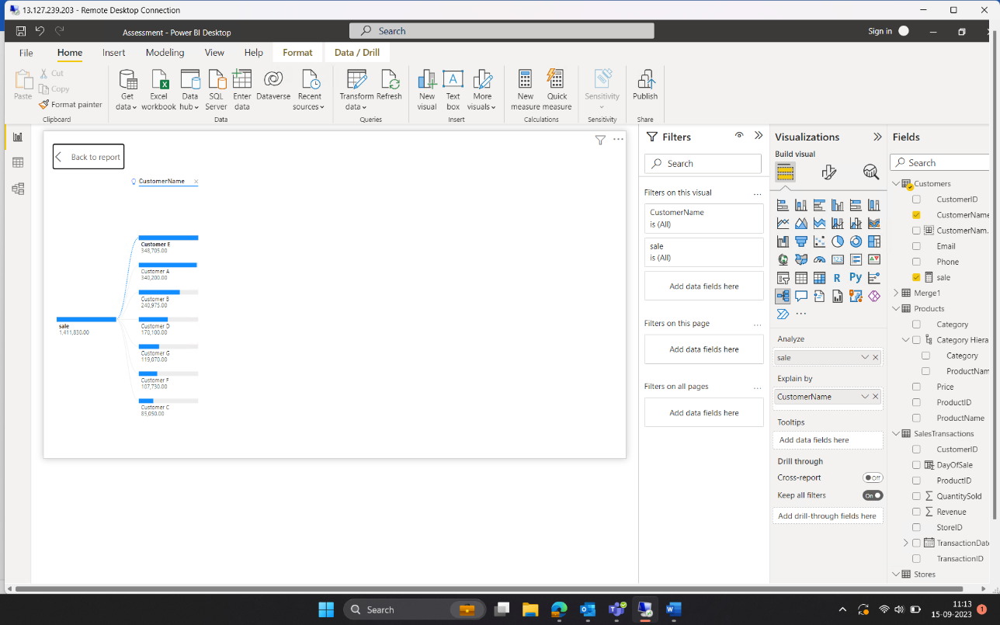 13.127.239.203 - Remote Desktop Connection
Assessment - Power BI Desktop
Search
Sign in
File
Home
Insert
Modeling
View
Help
Format
Data / Drill
Paste
Cut
Copy
Format painter
Clipboard
Get data
Excel workbook
Data hub
SQL Server
Enter data
Dataverse
Recent sources
Data
Transform data
Refresh
Queries
New visual
Text box
More visuals
Insert
New measure
Quick measure
Calculations
Sensitivity
Sensitivity
Publish
Share
Back to report
CustomerName
sale
1,411,830.00
Customer E
348,705.00
Customer A
340,200.00
Customer B
240,975.00
Customer D
170,100.00
Customer G
119,070.00
Customer F
107,730.00
Customer C
85,050.00
Filters
Search
Filters on this visual
CustomerName
is (All)
sale
is (All)
Add data fields here
Filters on this page
Add data fields here
Filters on all pages
Add data fields here
Visualizations
Build visual
123
R
Py
Analyze
sale
Explain by
CustomerName
Tooltips
Add data fields here
Drill through
Cross-report
Off
Keep all filters
On
Add drill-through fields here
Fields
Search
Customers
CustomerID
CustomerName
CustomerNam...
Email
Phone
sale
Merge1
Products
Category
Category Hiera
Category
ProductNam
Price
ProductID
ProductName
SalesTransactions
CustomerID
DayOfSale
ProductID
QuantitySold
Revenue
StoreID
TransactionDate
TransactionID
Stores
Search
11:13
15-09-2023
1